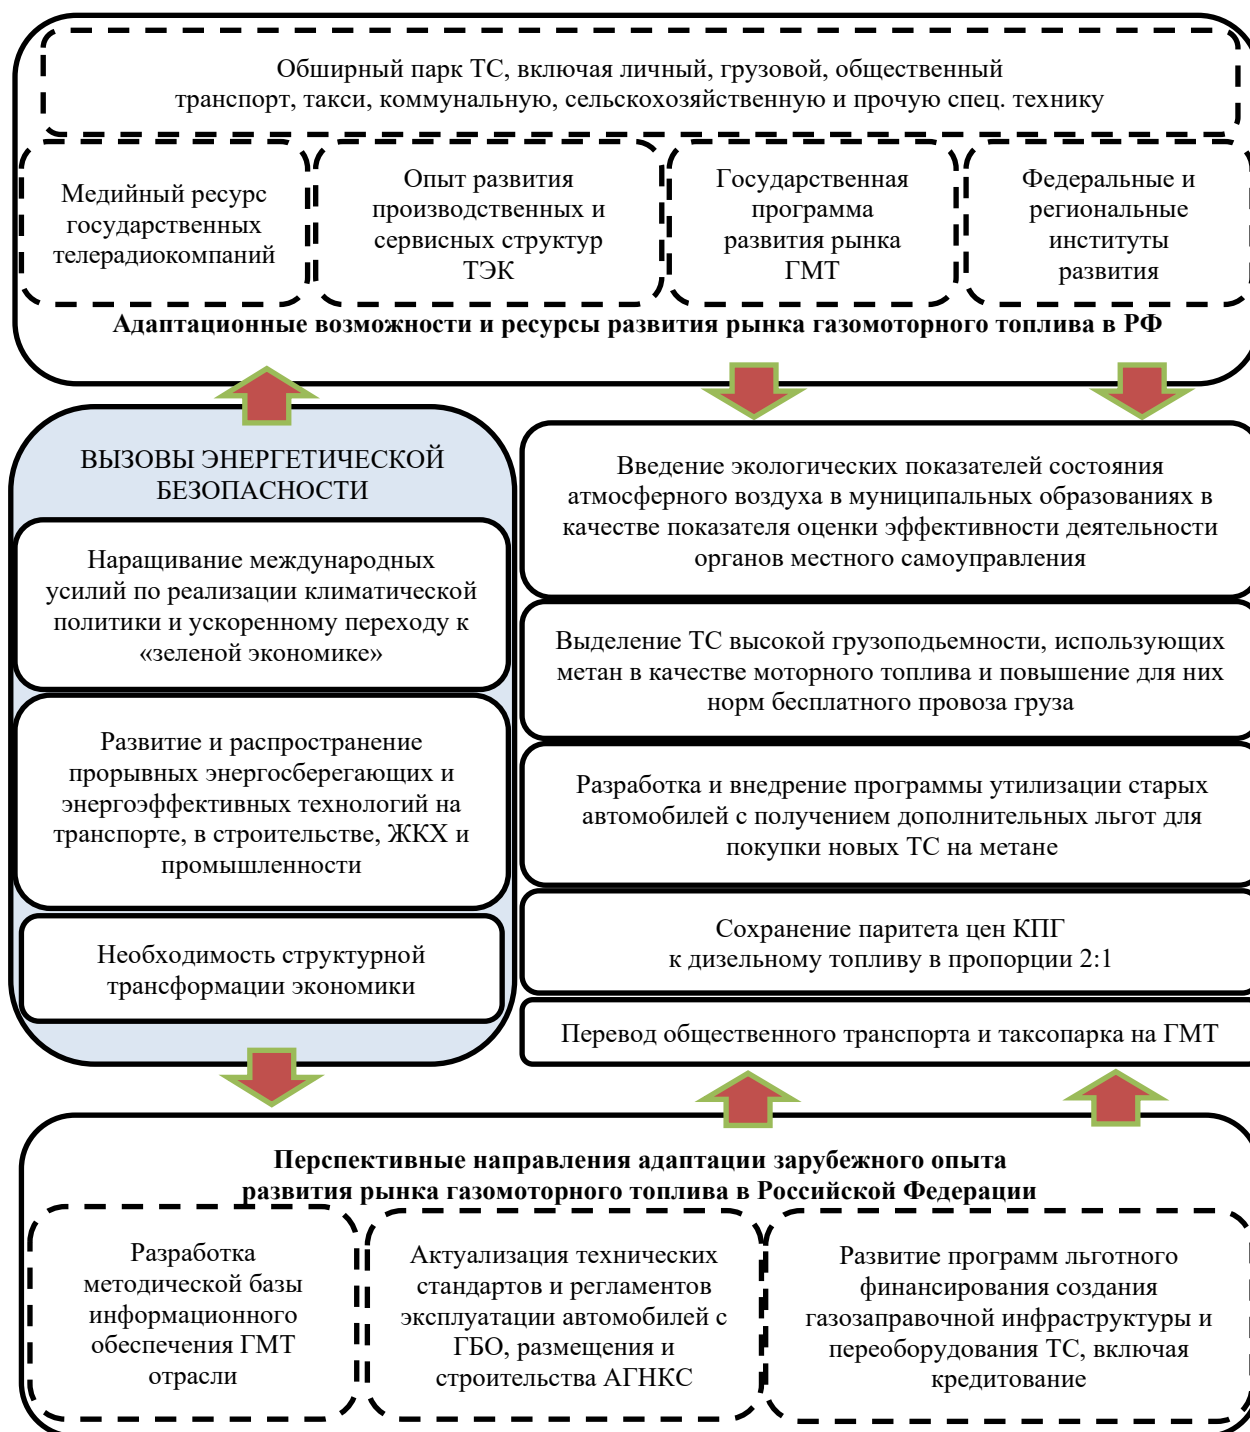 Обширный парк ТС, включая личный, грузовой, общественный
транспорт, такси, коммунальную, сельскохозяйственную и прочую спец. технику
Медийный ресурс
государственных
телерадиокомпаний
Опыт развития
производственных и
сервисных структур
ТЭК
Государственная
программа
развития рынка
ГМТ
Федеральные и
региональные
институты
развития
Адаптационные возможности и ресурсы развития рынка газомоторного топлива в РФ
ВЫЗОВЫ ЭНЕРГЕТИЧЕСКОЙ
БЕЗОПАСНОСТИ
Наращивание международных
усилий по реализации климатической
политики и ускоренному переходу к
«зеленой экономике»
Развитие и распространение
прорывных энергосберегающих и
энергоэффективных технологий на
транспорте, в строительстве, ЖКХ и
промышленности
Необходимость структурной
трансформации экономики
Введение экологических показателей состояния
атмосферного воздуха в муниципальных образованиях в
качестве показателя оценки эффективности деятельности
органов местного самоуправления
Выделение ТС высокой грузоподьемности, использующих
метан в качестве моторного топлива и повышение для них
норм бесплатного провоза груза
Разработка и внедрение программы утилизации старых
автомобилей с получением дополнительных льгот для
покупки новых ТС на метане
Сохранение паритета цен КПГ
к дизельному топливу в пропорции 2:1
Перевод общественного транспорта и таксопарка на ГМТ
Перспективные направления адаптации зарубежного опыта
развития рынка газомоторного топлива в Российской Федерации
Разработка
методической базы
информационного
обеспечения ГМТ
отрасли
Актуализация технических
стандартов и регламентов
эксплуатации автомобилей с
ГБО, размещения и
строительства АГНКС
Развитие программ льготного
финансирования создания
газозаправочной инфраструктуры и
переоборудования ТС, включая
кредитование